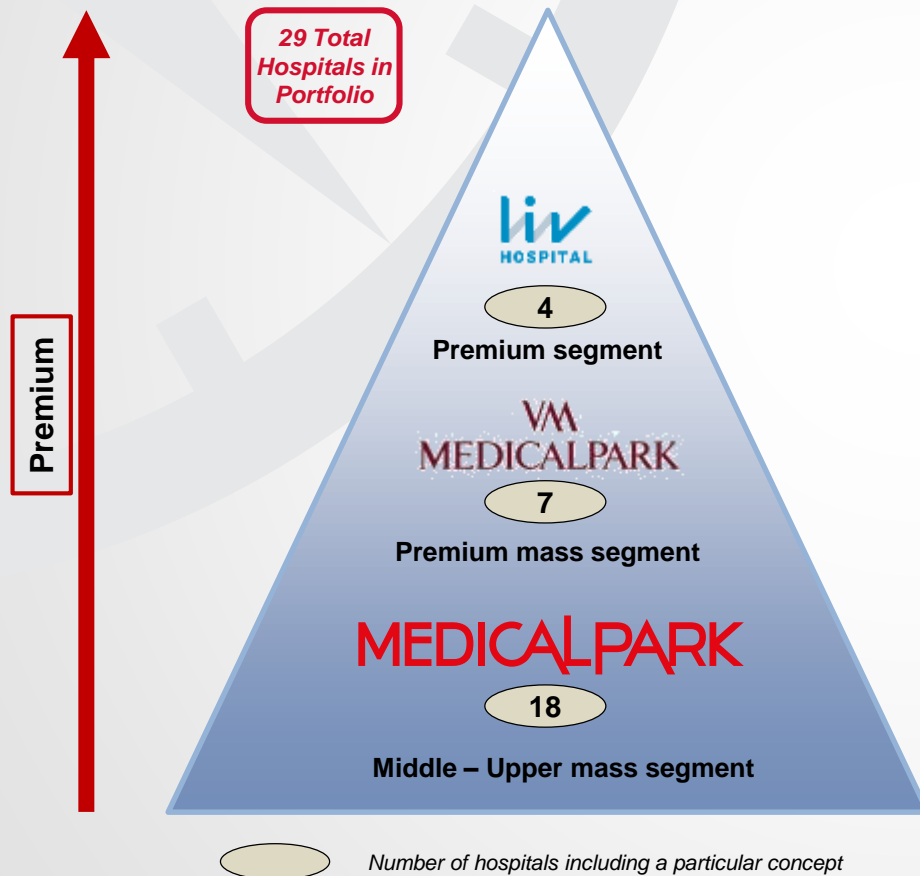 29 Total
Hospitals in
Portfolio
liv
HOSPITAL
4
Premium segment
Premium
VM
MEDICALPARK
7
Premium mass segment
MEDICALPARK
18
Middle – Upper mass segment
Number of hospitals including a particular concept